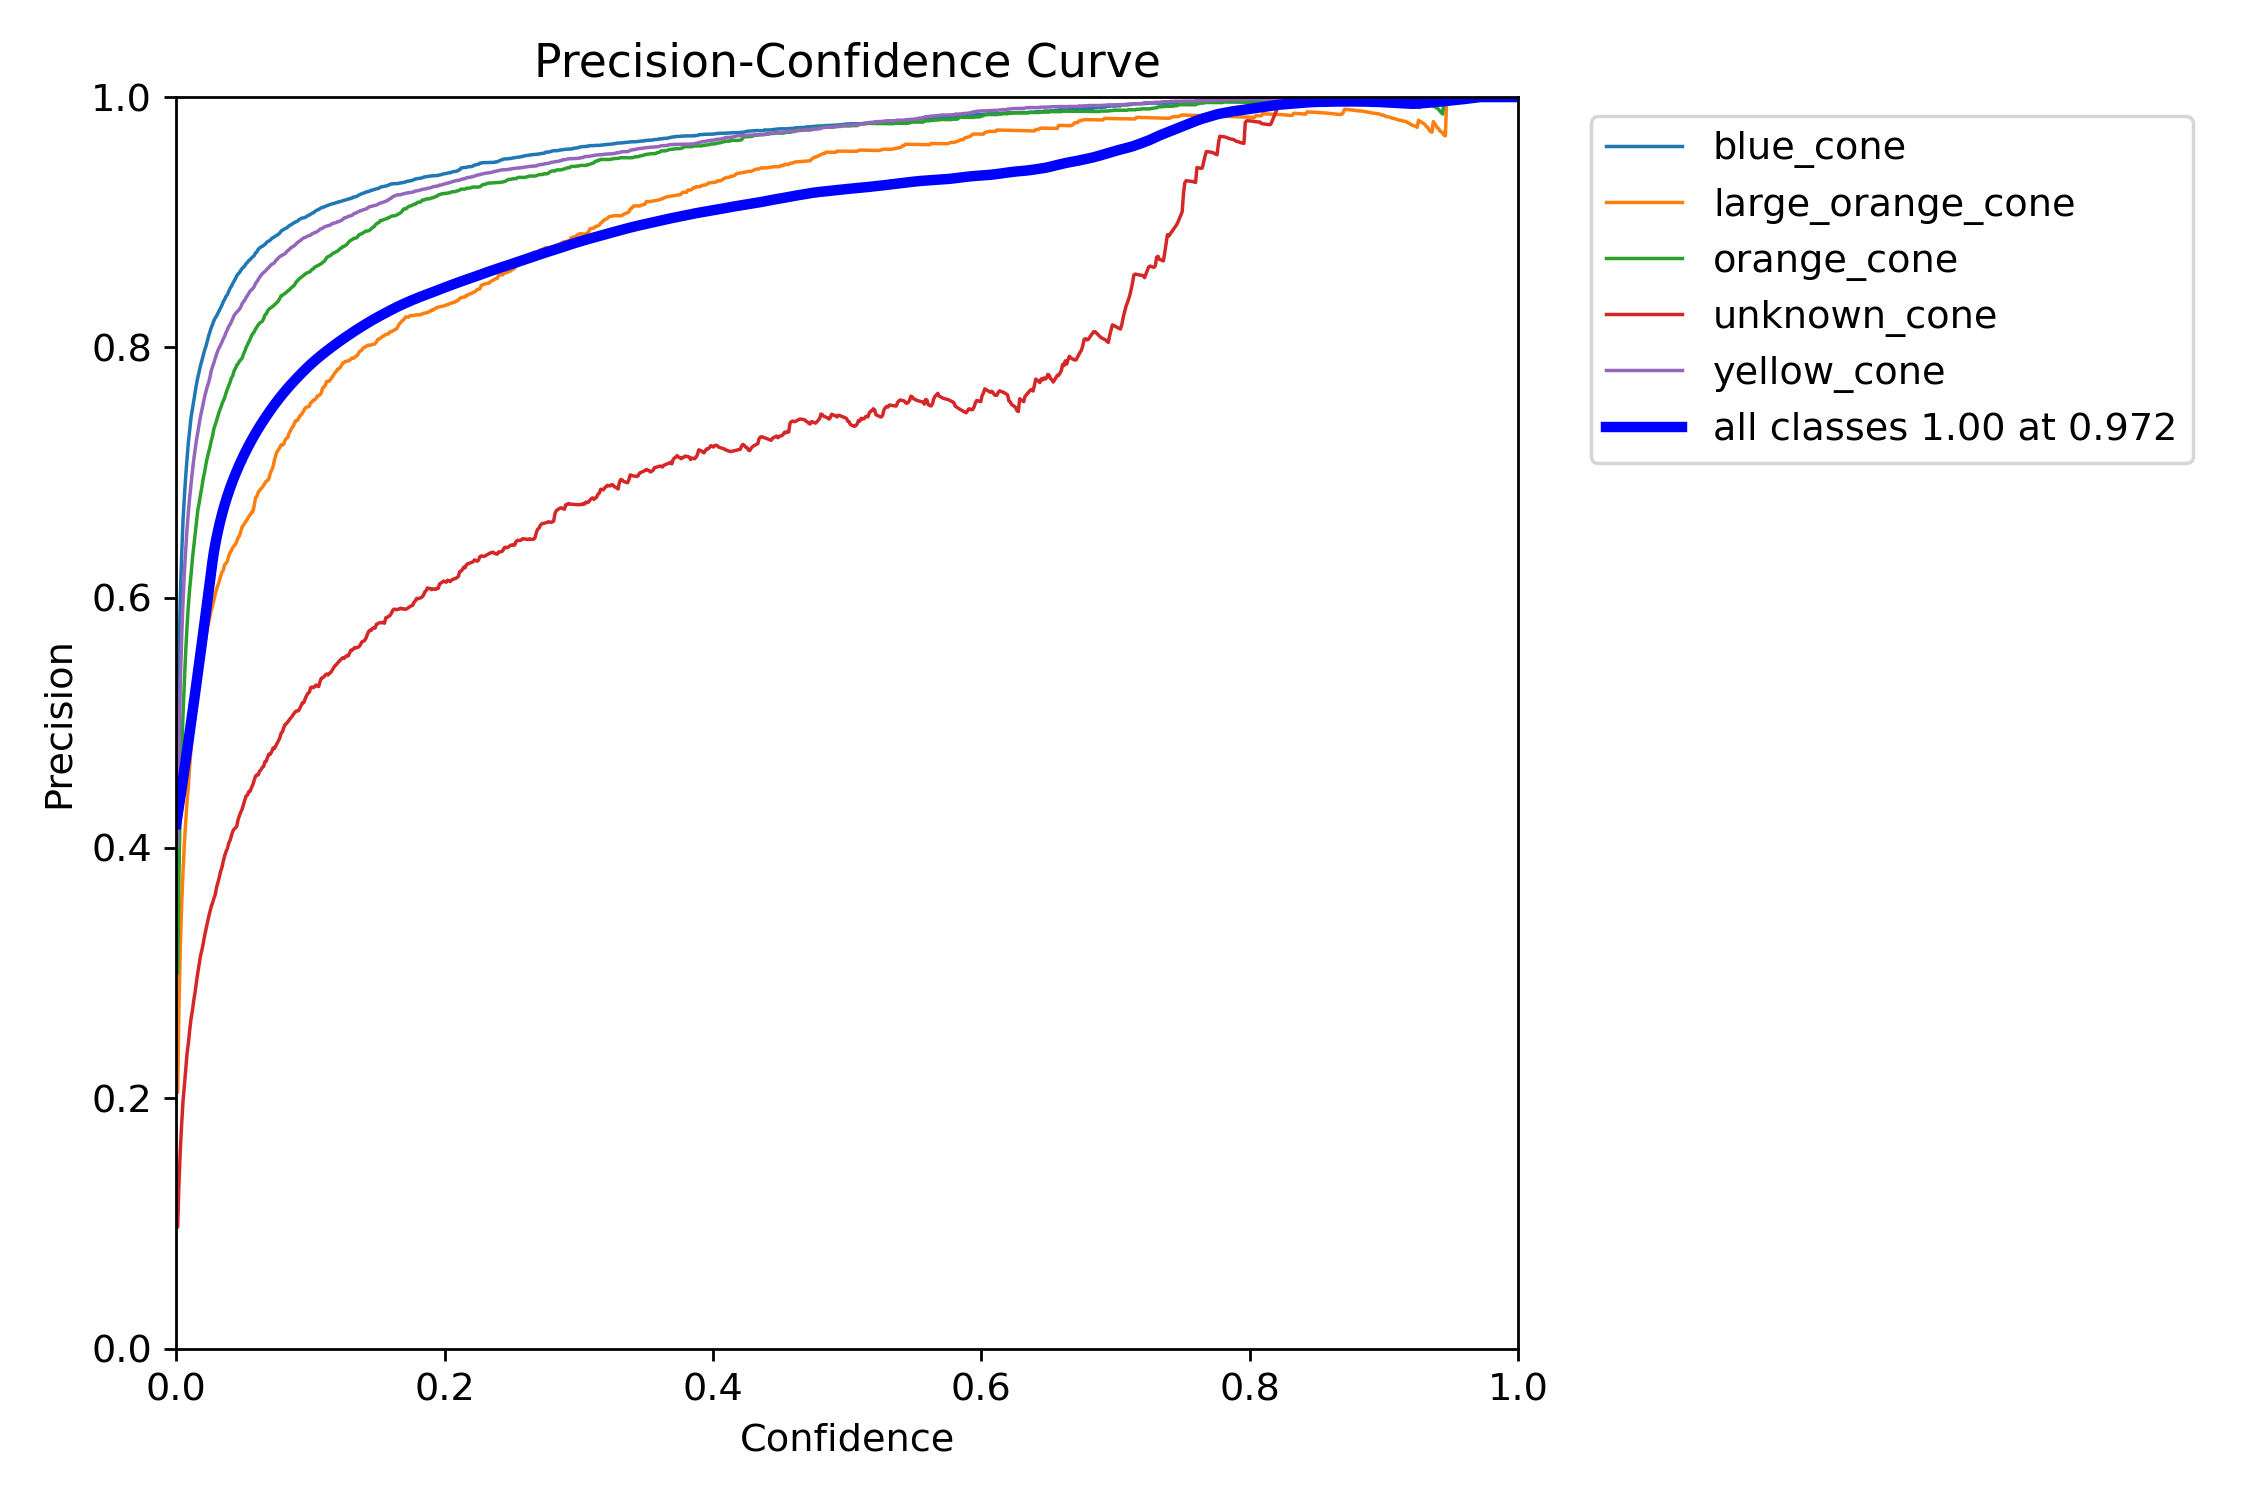 Precision-Confidence Curve
1.0
0.8
0.6
0.4
0.2
0.0
Precision
0.0 0.2 0.4 0.6 0.8 1.0
Confidence
blue_cone
large_orange_cone
orange_cone
unknown_cone
yellow_cone
all classes 1.00 at 0.972